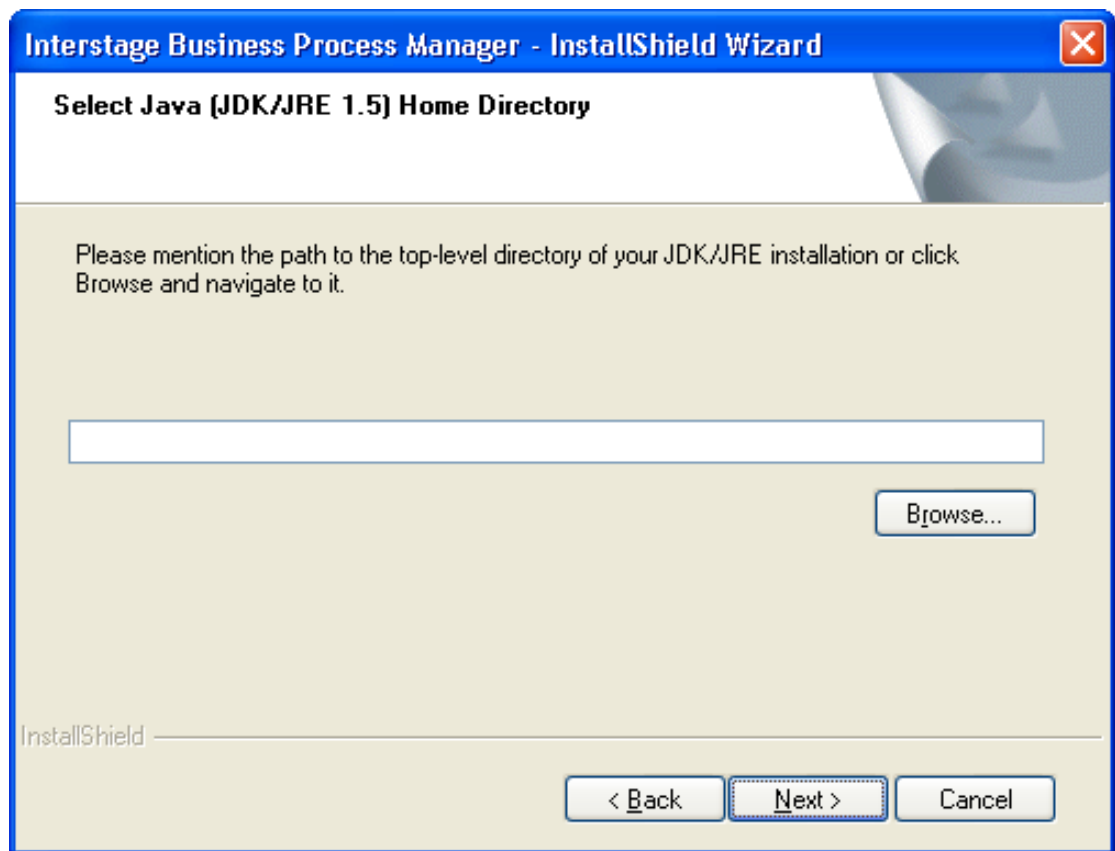 Interstage Business Process Manager - InstallShield Wizard
Select Java (JDK/JRE 1.5) Home Directory
Please mention the path to the top-level directory of your JDK/JRE installation or click
Browse and navigate to it.
Browse...
InstallShield
< Back
Next >
Cancel